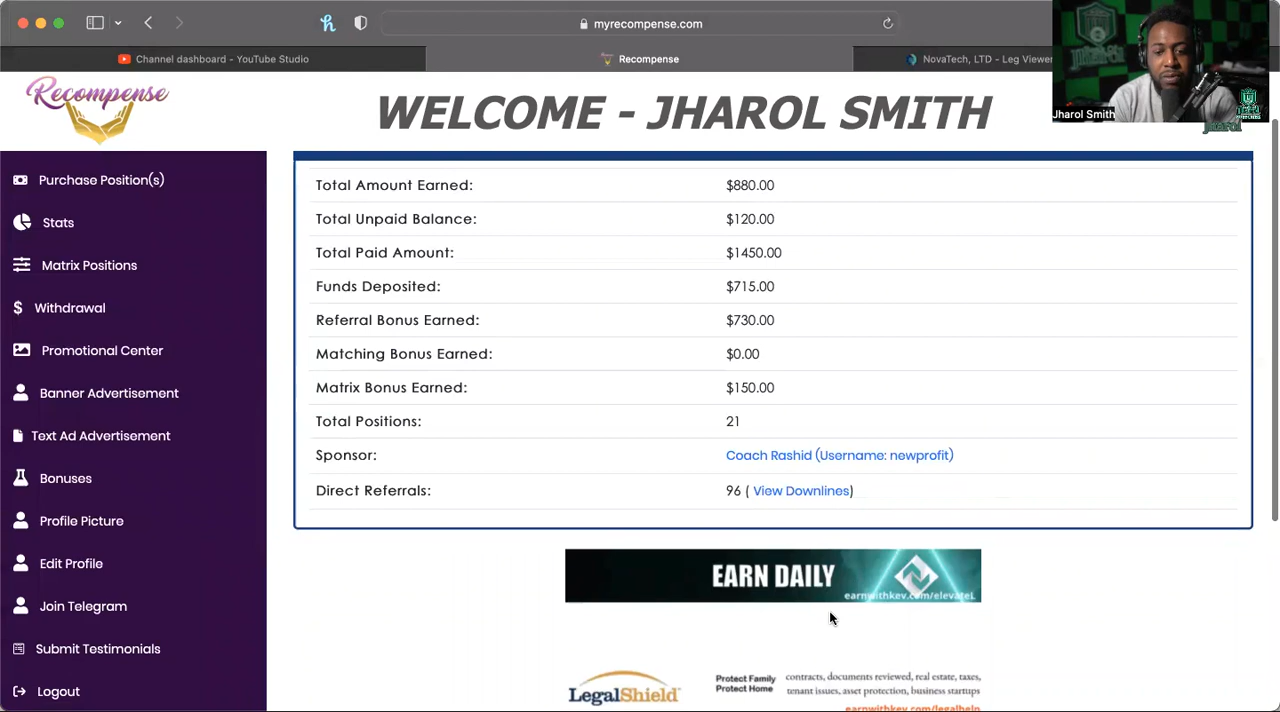 myrecompense.com
Channel dashboard - YouTube Studio
Recompense
NovaTech, LTD - Leg Viewer
Jharol Smith
Recompense
WELCOME - JHAROL SMITH
Purchase Position(s)
Stats
Matrix Positions
Withdrawal
Promotional Center
Banner Advertisement
Text Ad Advertisement
Bonuses
Profile Picture
Edit Profile
Join Telegram
Submit Testimonials
Logout
Total Amount Earned: $880.00
Total Unpaid Balance: $120.00
Total Paid Amount: $1450.00
Funds Deposited: $715.00
Referral Bonus Earned: $730.00
Matching Bonus Earned: $0.00
Matrix Bonus Earned: $150.00
Total Positions: 21
Sponsor: Coach Rashid (Username: newprofit)
Direct Referrals: 96 ( View Downlines)
EARN DAILY
earnwithkev.com/elevateL
LegalShield
Protect Family
Protect Home
contracts, documents reviewed, real estate, taxes,
tenant issues, asset protection, business startups
earnwithkev.com/legalhelp